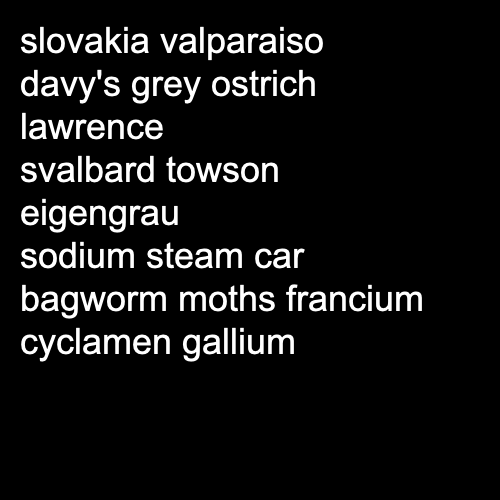 slovakia valparaiso
davy's grey ostrich
lawrence
svalbard towson
eigengrau
sodium steam car
bagworm moths francium
cyclamen gallium